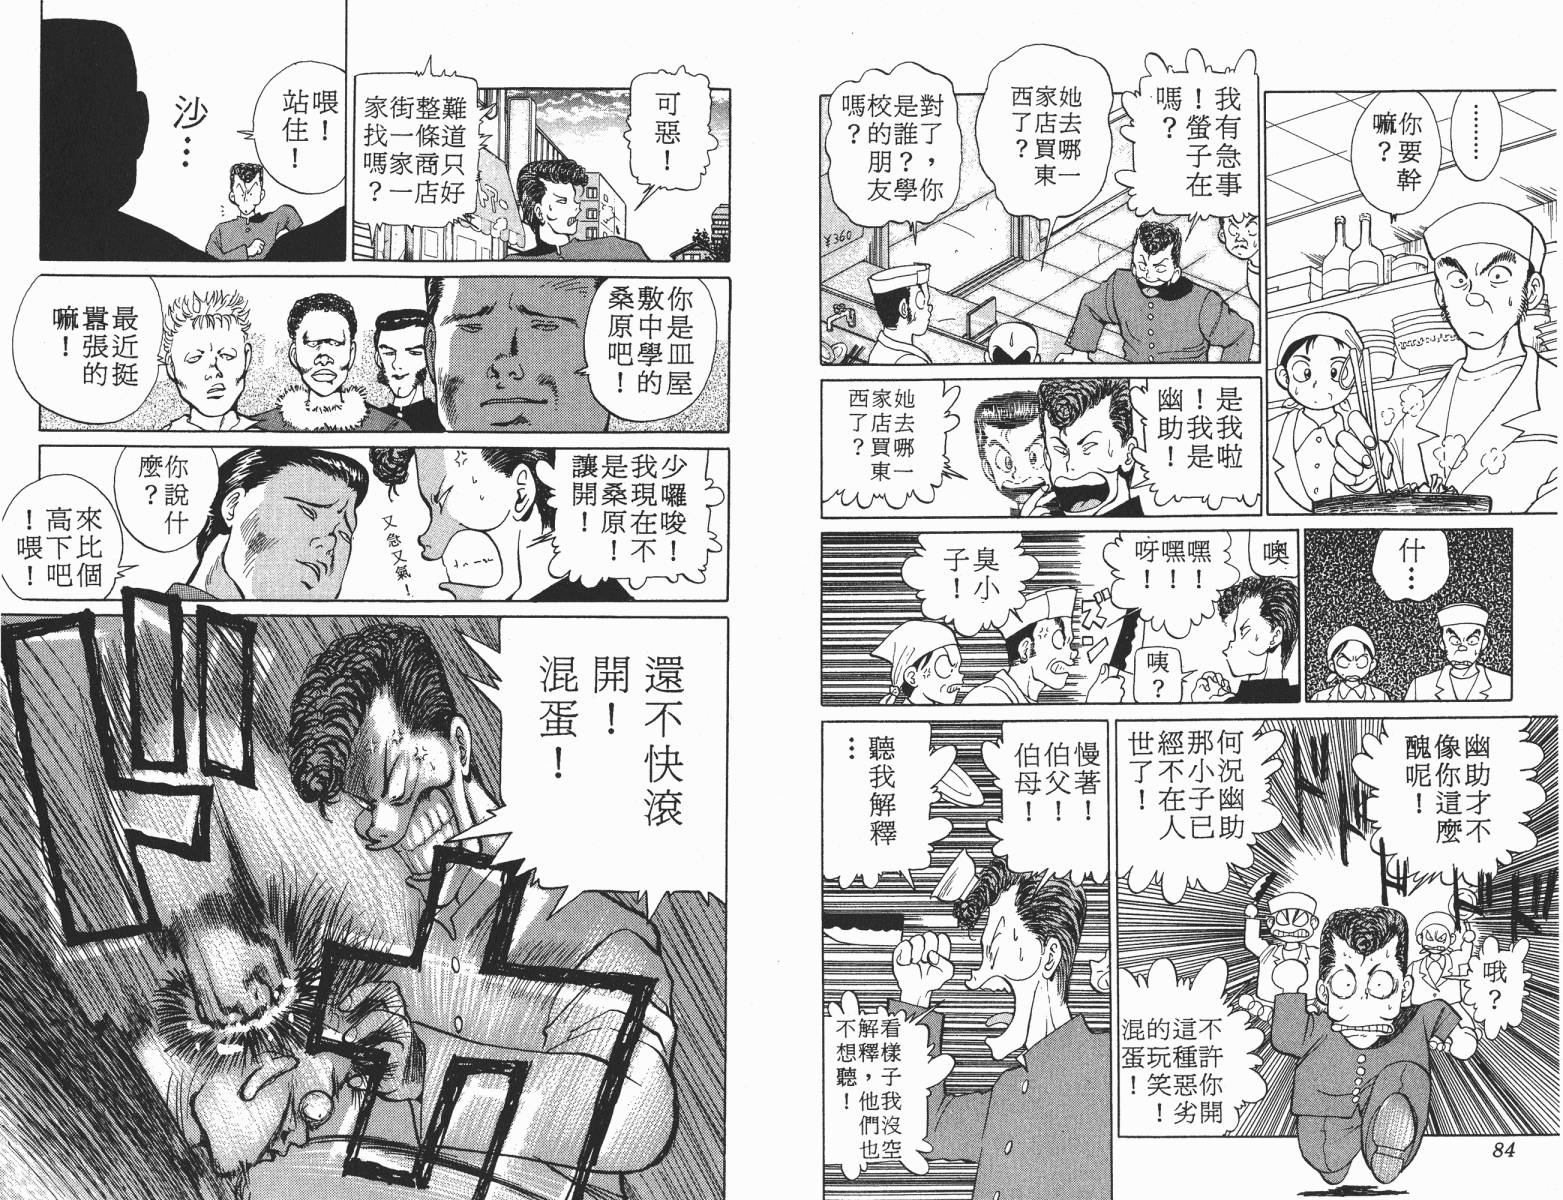 ……
你要幹
嘛？
我有急事
！螢子在
嗎？
她去哪一
家店買東
西了？
對了，你
是誰？學
校的朋友
嗎？
¥360
是我啦
！我是
幽助！
她去哪一
家店買東
西了？
什…
噢
嘿！
嘿！
呀！
咦？
臭小
子！
幽助才不
像你這麼
醜呢！
何況幽助
那小子已
經不在人
世了！
哦？
不許你開
這種惡劣
的玩笑！
混蛋！
慢著！
伯父！
伯母！
聽我解釋
…
看樣子我沒空
解釋，他們也
不想聽！
84
可惡！
難道只好
整條商店
街一家一
家找嗎？
喂！
站住！
沙…
你是皿屋
敷中學的
桑原吧！
最近挺
囂張的
嘛！
少囉唆！
我現在不
是桑原！
讓開！
又急又氣！
你說什
麼？
來比個
高下吧
！喂！
還不快滾
開！
混蛋！